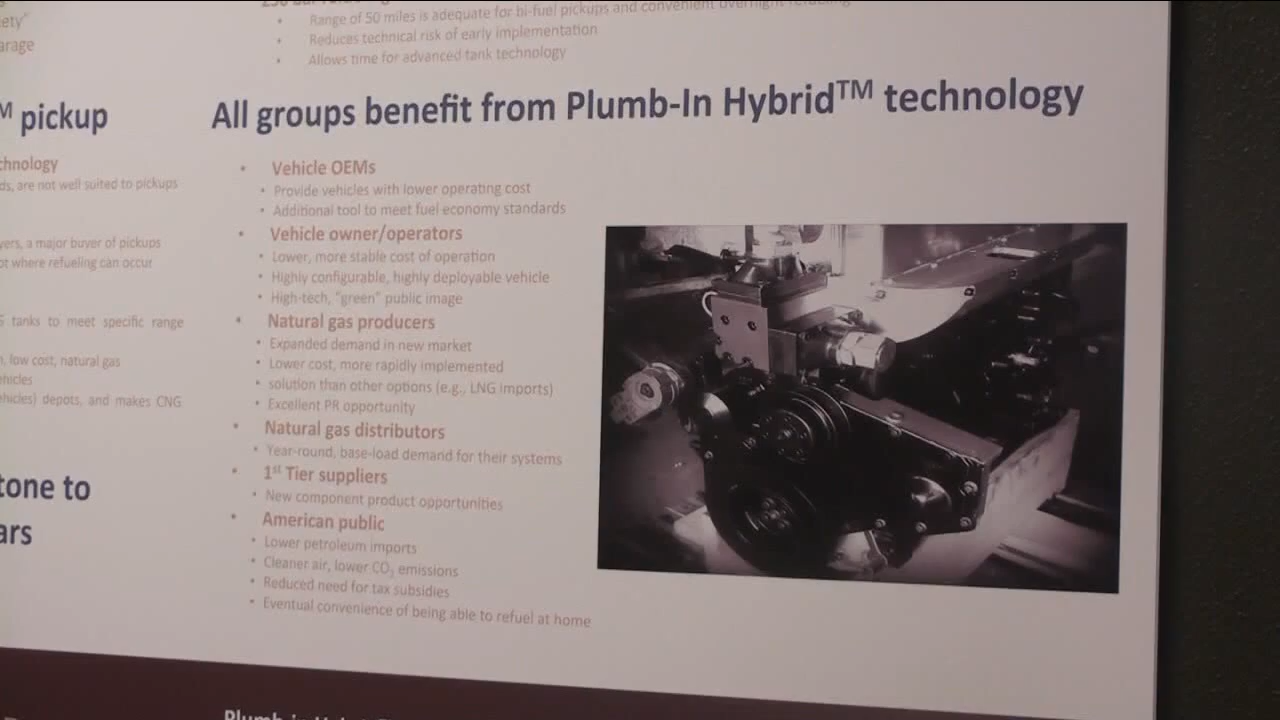 ety"
arage
Range of 50 miles is adequate for bi-fuel pickups and convenient overnight refueling
• Reduces technical risk of early implementation
• Allows time for advanced tank technology
M pickup
chnology
ds, are not well suited to pickups
yers, a major buyer of pickups
ot where refueling can occur
tanks to meet specific range
, low cost, natural gas
ehicles
ehicles) depots, and makes CNG
tone to
ars
All groups benefit from Plumb-In Hybrid™ technology
• Vehicle OEMs
• Provide vehicles with lower operating cost
• Additional tool to meet fuel economy standards
• Vehicle owner/operators
• Lower, more stable cost of operation
• Highly configurable, highly deployable vehicle
• High-tech, "green" public image
• Natural gas producers
• Expanded demand in new market
• Lower cost, more rapidly implemented
• solution than other options (e.g., LNG imports)
• Excellent PR opportunity
• Natural gas distributors
• Year-round, base-load demand for their systems
• 1st Tier suppliers
• New component product opportunities
• American public
• Lower petroleum imports
• Cleaner air, lower CO₂ emissions
• Reduced need for tax subsidies
• Eventual convenience of being able to refuel at home